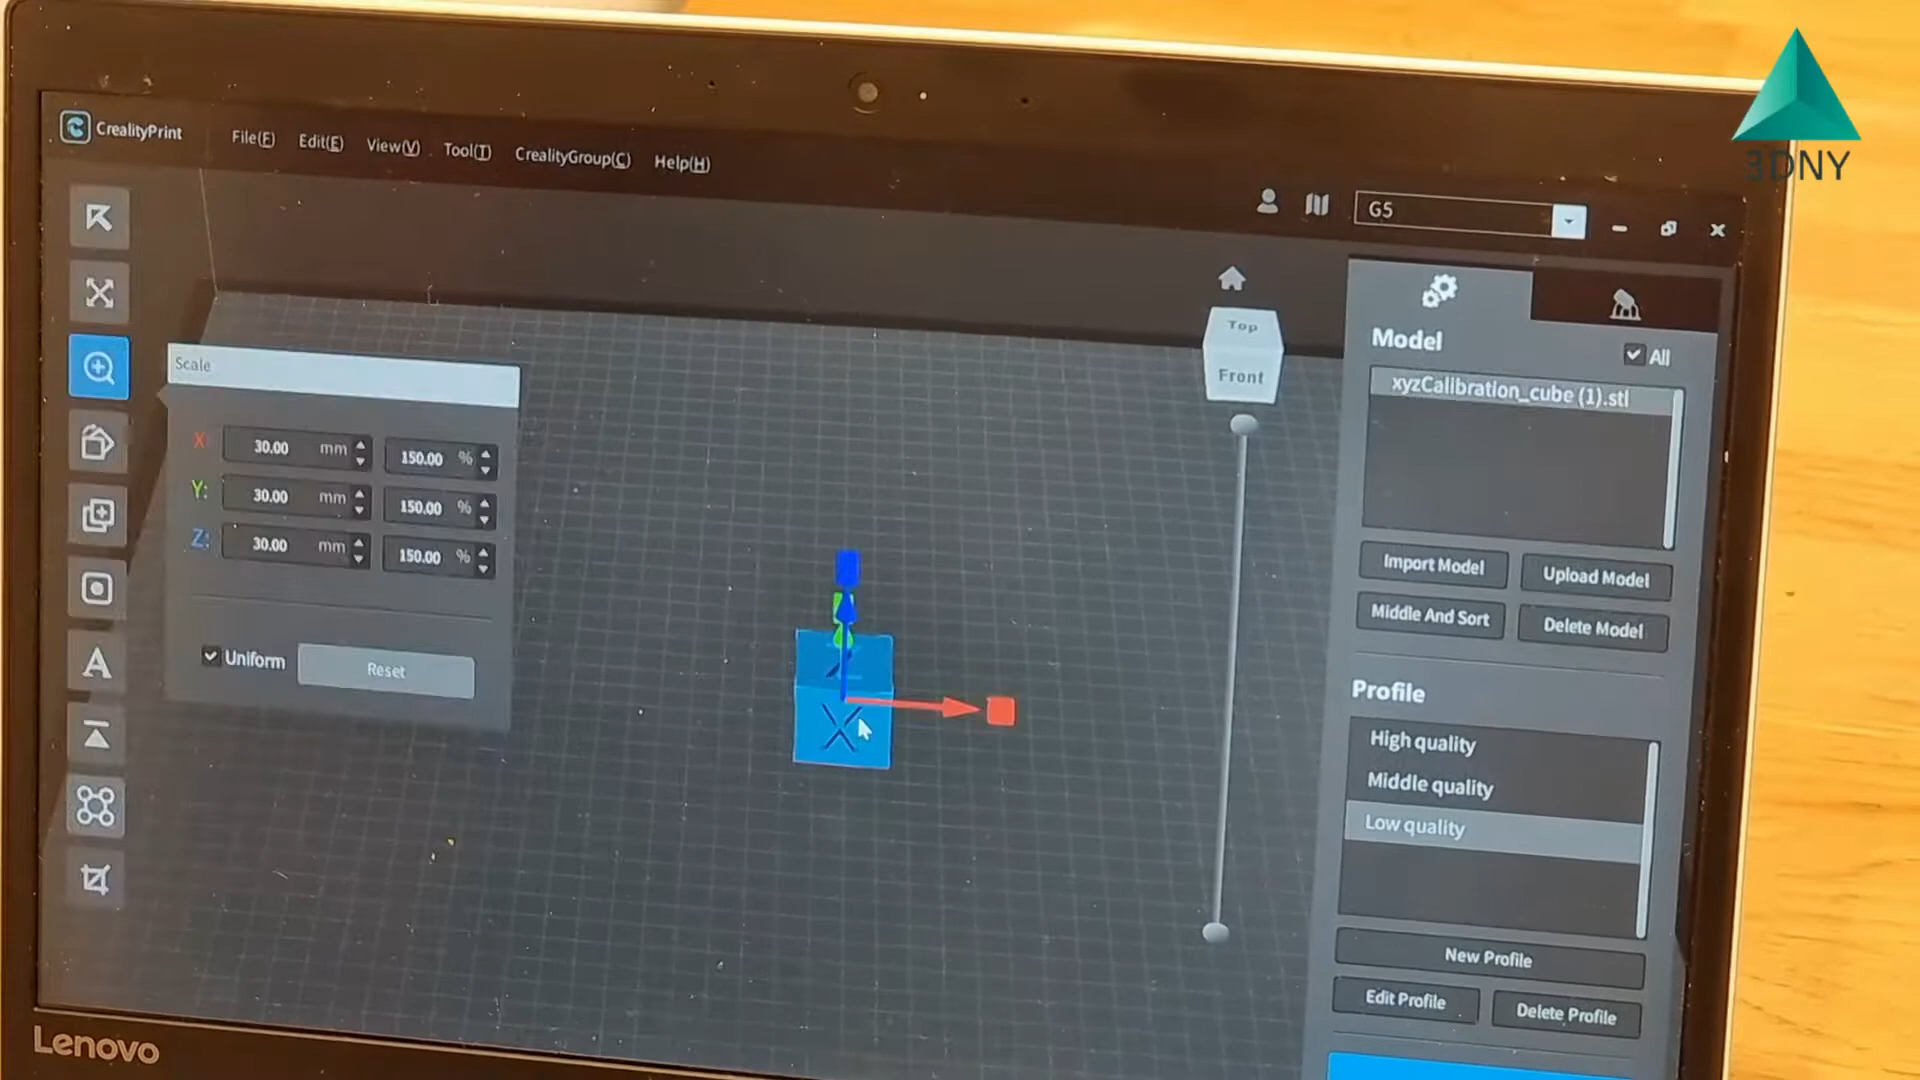 3DNY
CrealityPrint
File(F) Edit(E) View(V) Tool(T) CrealityGroup(C) Help(H)
G5
Top
Front
Scale
X: 30.00 mm 150.00 %
Y: 30.00 mm 150.00 %
Z: 30.00 mm 150.00 %
Uniform Reset
Z
X
Model All
xyzCalibration_cube (1).stl
Import Model Upload Model
Middle And Sort Delete Model
Profile
High quality
Middle quality
Low quality
New Profile
Edit Profile Delete Profile
Lenovo